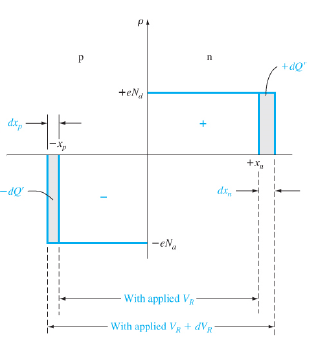 ρ
p
n
+dQ'
+eN_d
dx_p
+
−x_p
+x_n
−dQ'
dx_n
−
−eN_a
With applied V_R
With applied V_R + dV_R